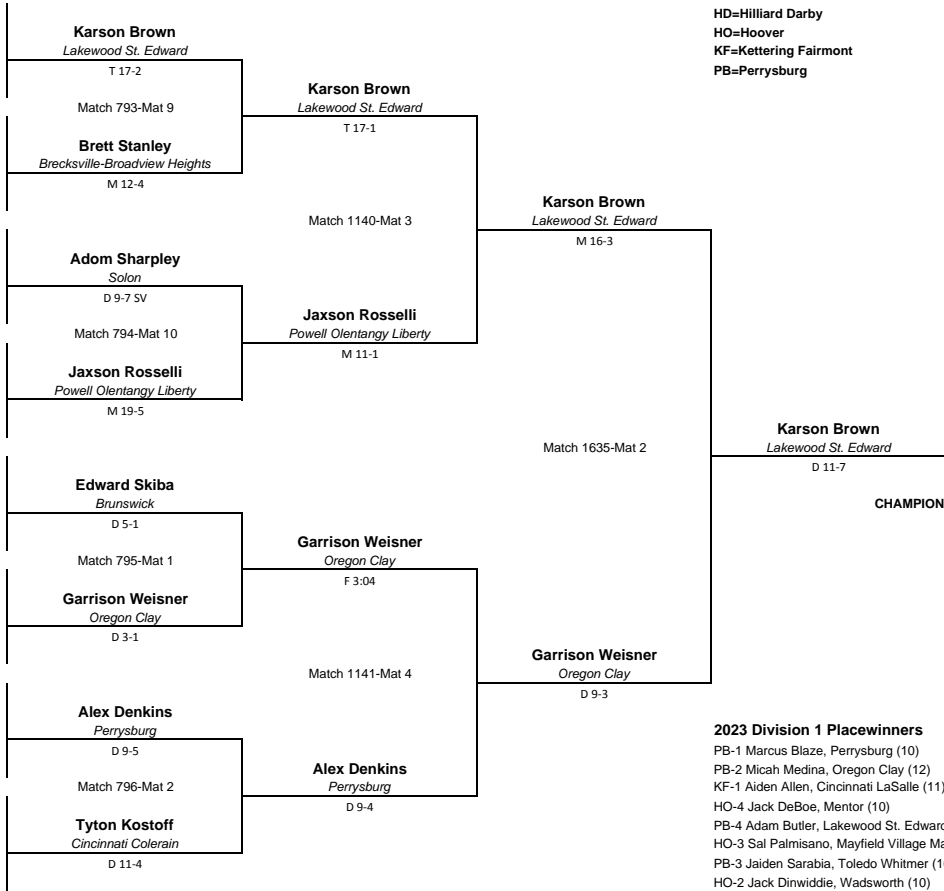 HD=Hilliard Darby
HO=Hoover
KF=Kettering Fairmont
PB=Perrysburg
Karson Brown
Lakewood St. Edward
T 17-2
Match 793-Mat 9
Brett Stanley
Brecksville-Broadview Heights
M 12-4
Karson Brown
Lakewood St. Edward
T 17-1
Match 1140-Mat 3
Adom Sharpley
Solon
D 9-7 SV
Match 794-Mat 10
Jaxson Rosselli
Powell Olentangy Liberty
M 19-5
Jaxson Rosselli
Powell Olentangy Liberty
M 11-1
Karson Brown
Lakewood St. Edward
M 16-3
Match 1635-Mat 2
Karson Brown
Lakewood St. Edward
D 11-7
CHAMPION
Edward Skiba
Brunswick
D 5-1
Match 795-Mat 1
Garrison Weisner
Oregon Clay
D 3-1
Garrison Weisner
Oregon Clay
F 3:04
Match 1141-Mat 4
Garrison Weisner
Oregon Clay
D 9-3
Alex Denkins
Perrysburg
D 9-5
Match 796-Mat 2
Tyton Kostoff
Cincinnati Colerain
D 11-4
Alex Denkins
Perrysburg
D 9-4
2023 Division 1 Placewinners
PB-1 Marcus Blaze, Perrysburg (10)
PB-2 Micah Medina, Oregon Clay (12)
KF-1 Aiden Allen, Cincinnati LaSalle (11)
HO-4 Jack DeBoe, Mentor (10)
PB-4 Adam Butler, Lakewood St.
HO-3 Sal Palmisano, Mayfield Village
PB-3 Jaiden Sarabia, Toledo Whitmer
HO-2 Jack Dinwiddie, Wadsworth (10)